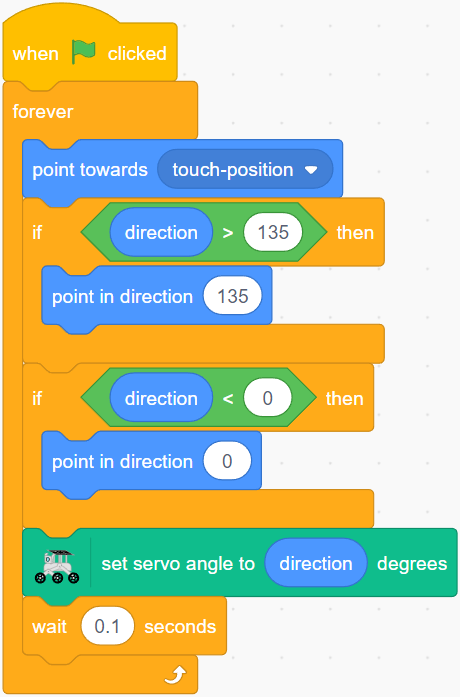 when clicked
forever
point towards touch-position
if direction > 135 then
point in direction 135
if direction < 0 then
point in direction 0
set servo angle to direction degrees
wait 0.1 seconds